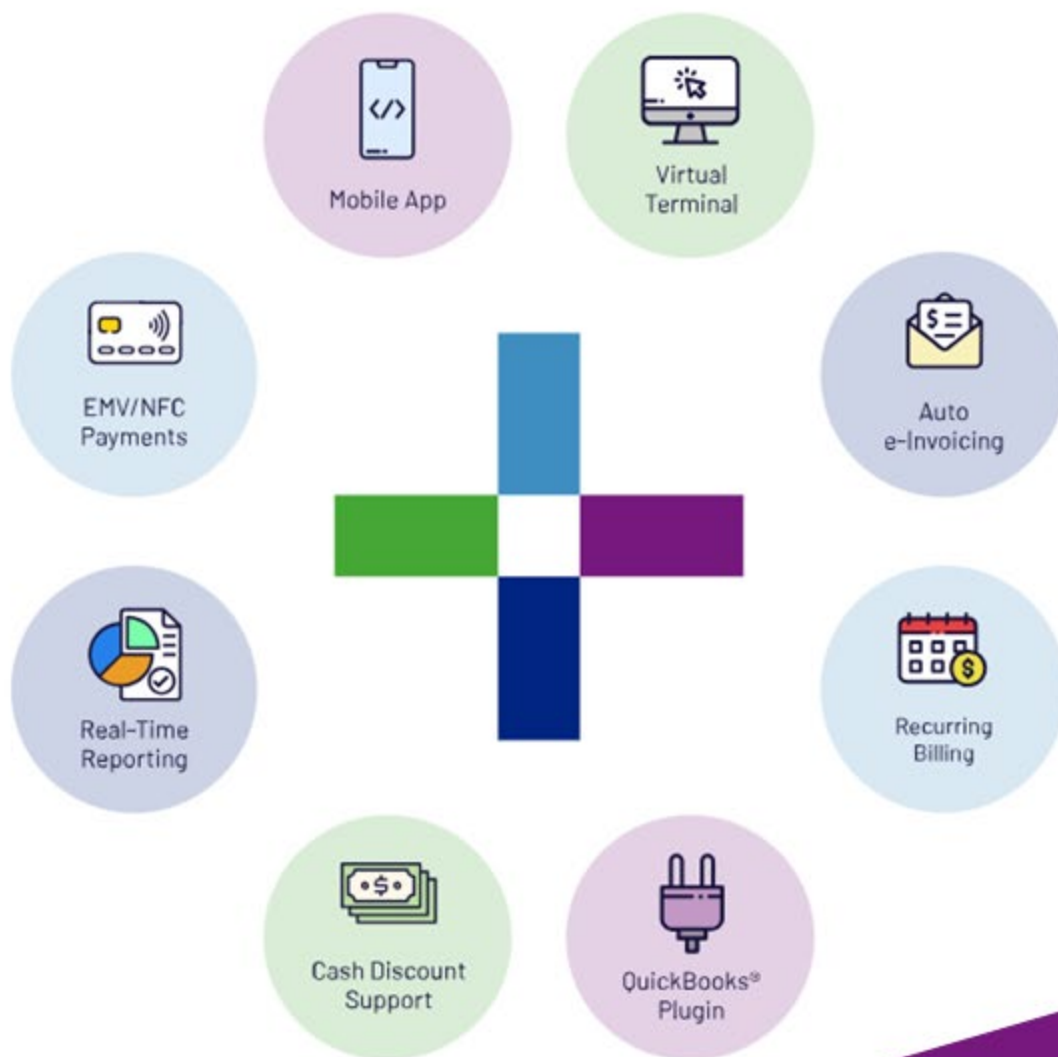 </>
Mobile App
Virtual
Terminal
EMV/NFC
Payments
$
Auto
e-Invoicing
Real-Time
Reporting
$
Recurring
Billing
$
Cash Discount
Support
QuickBooks®
Plugin